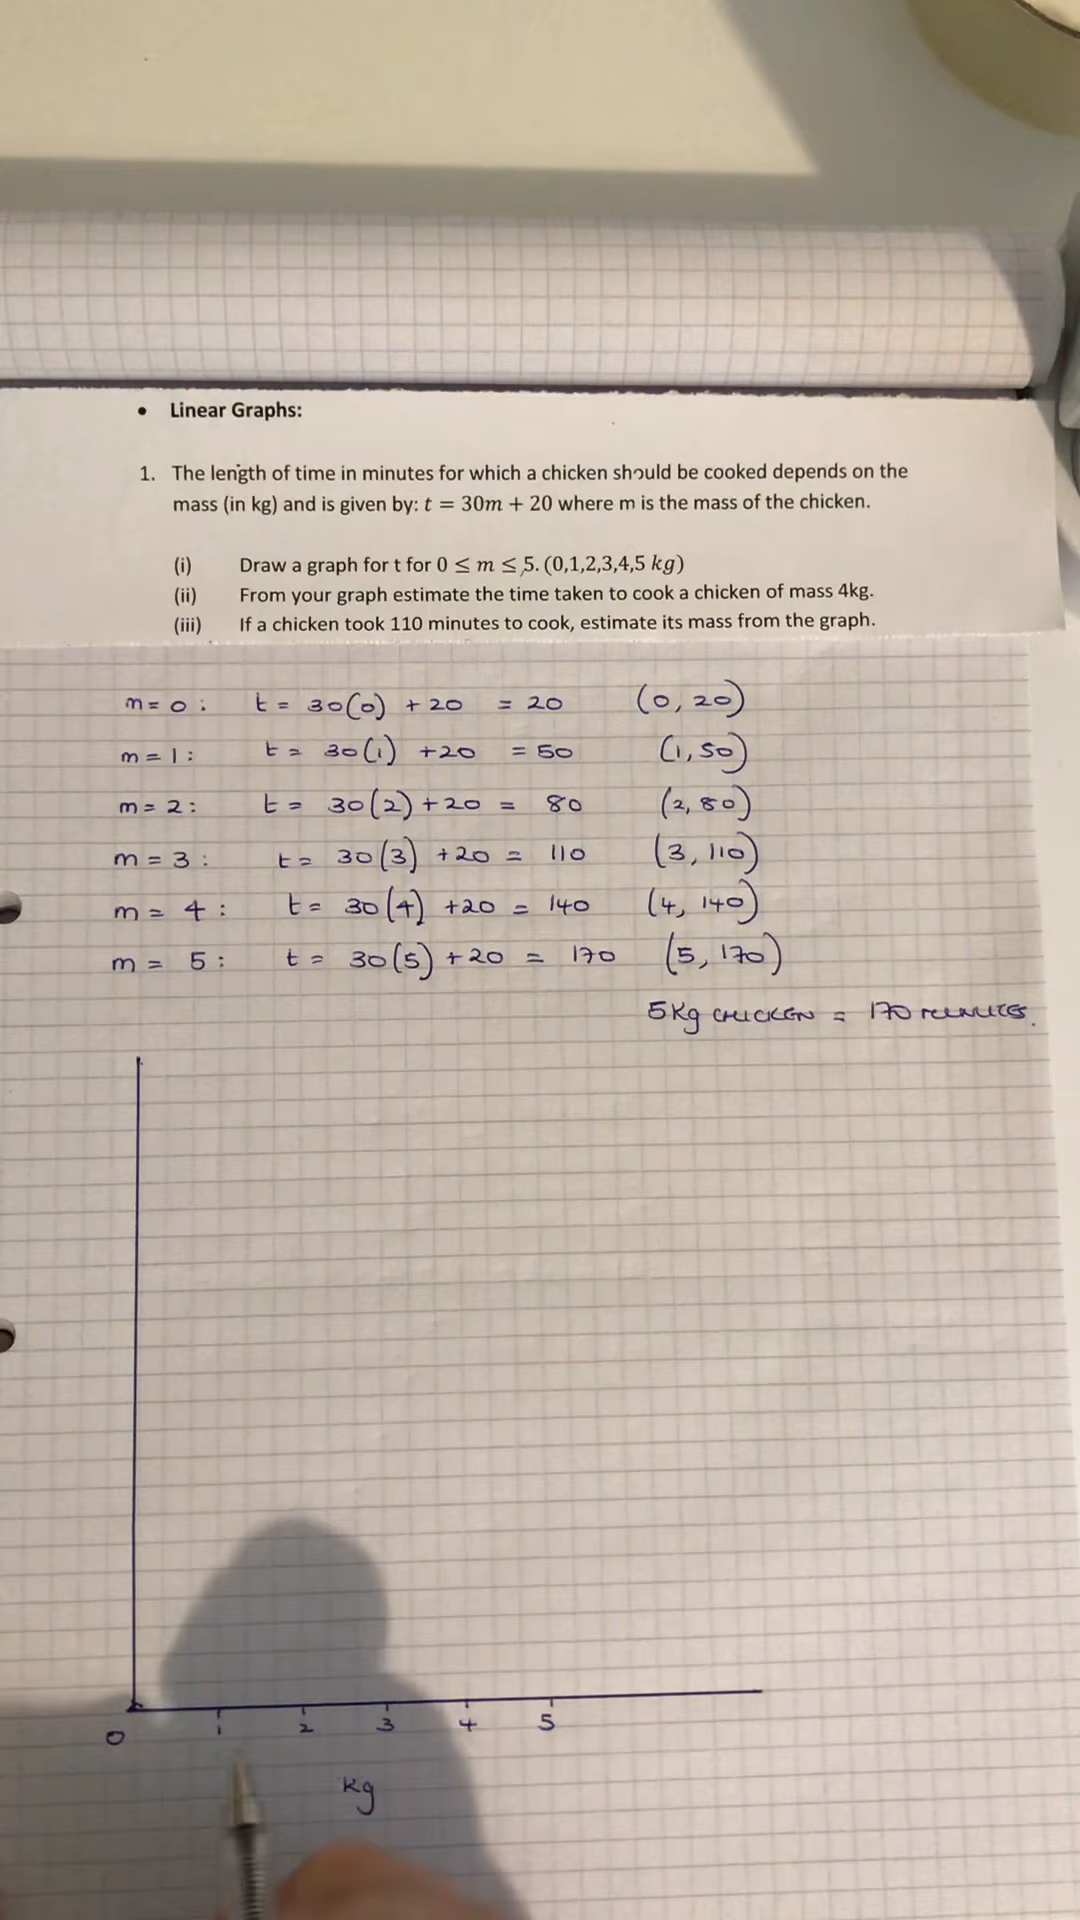 • Linear Graphs:
1. The length of time in minutes for which a chicken should be cooked depends on the
mass (in kg) and is given by: t = 30m + 20 where m is the mass of the chicken.
(i) Draw a graph for t for 0 ≤ m ≤ 5. (0,1,2,3,4,5 kg)
(ii) From your graph estimate the time taken to cook a chicken of mass 4kg.
(iii) If a chicken took 110 minutes to cook, estimate its mass from the graph.
m = 0 : t = 30(0) + 20 = 20 (0, 20)
m = 1 : t = 30(1) + 20 = 50 (1, 50)
m = 2 : t = 30(2) + 20 = 80 (2, 80)
m = 3 : t = 30(3) + 20 = 110 (3, 110)
m = 4 : t = 30(4) + 20 = 140 (4, 140)
m = 5 : t = 30(5) + 20 = 170 (5, 170)
5Kg CHICKEN = 170 MINUTES.
0 1 2 3 4 5
kg